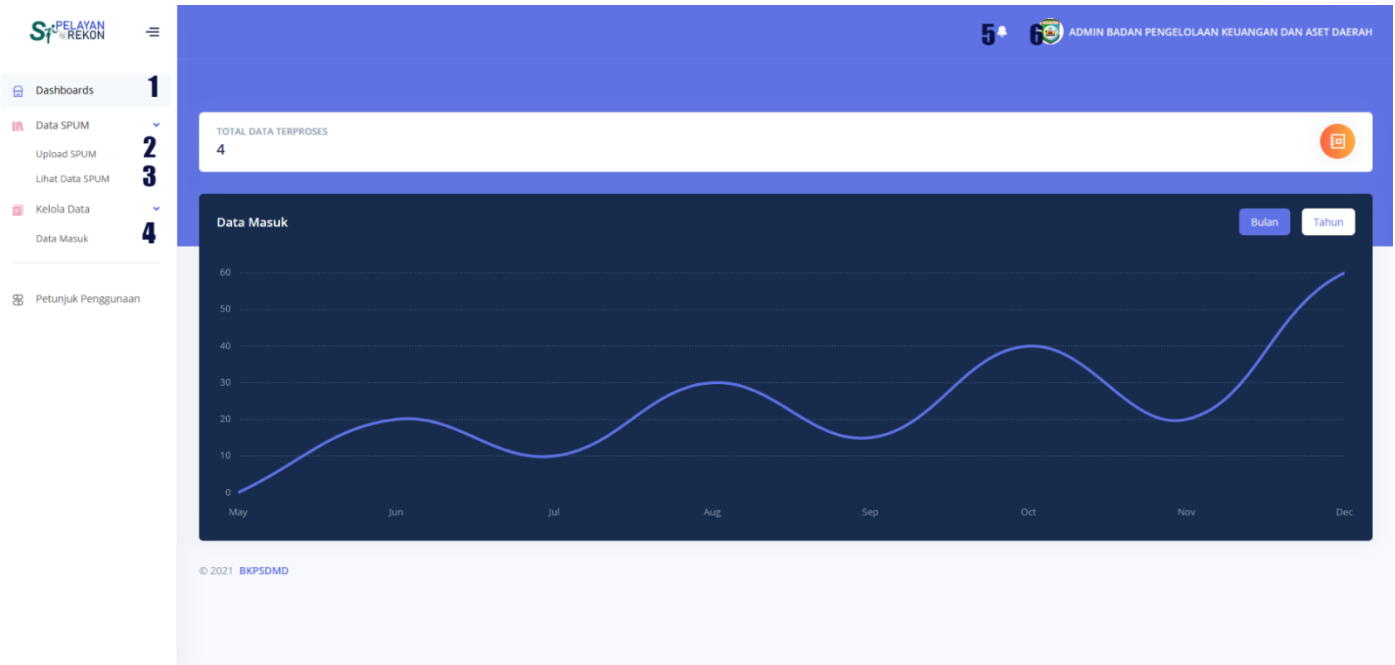 PELAYAN
REKON
5
6
ADMIN BADAN PENGELOLAAN KEUANGAN DAN ASET DAERAH
Dashboards 1
Data SPUM
Upload SPUM 2
Lihat Data SPUM 3
Kelola Data
Data Masuk 4
Petunjuk Penggunaan
TOTAL DATA TERPROSES
4
Data Masuk
Bulan
Tahun
60
50
40
30
20
10
0
May Jun Jul Aug Sep Oct Nov Dec
© 2021 BKPSDMD